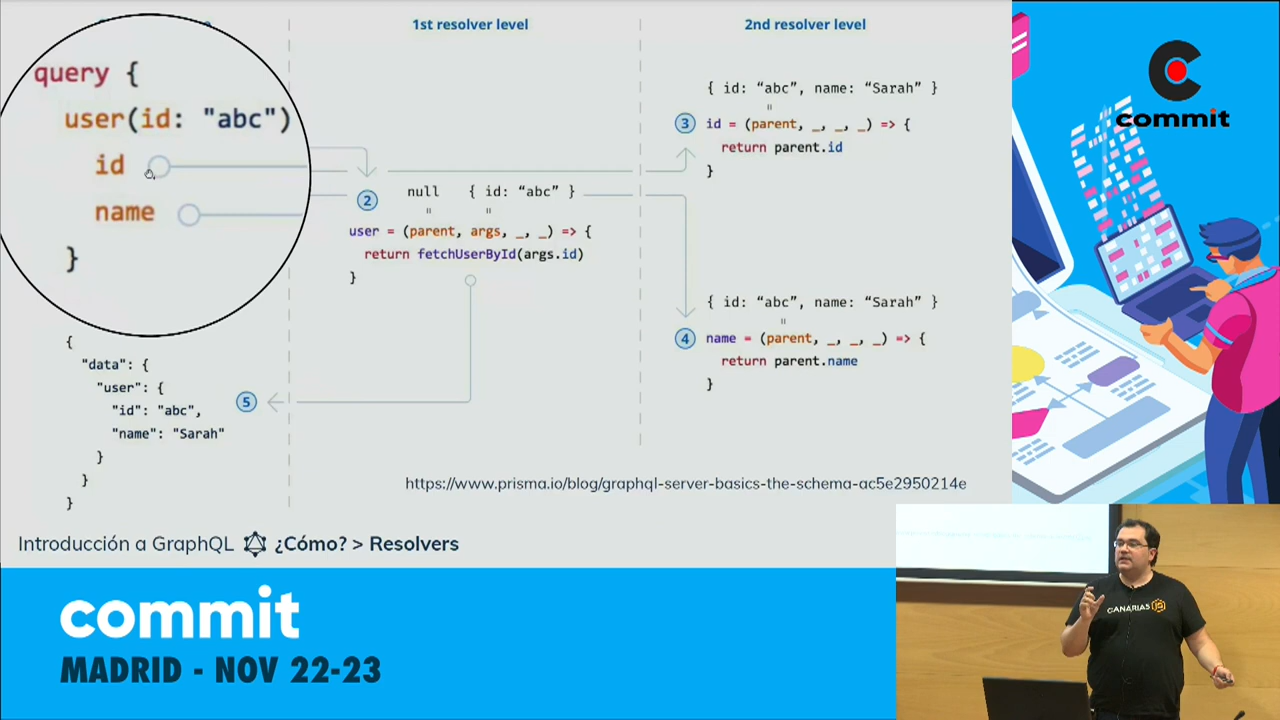 1st resolver level
2nd resolver level
query {
user(id: "abc")
id
name
}
null { id: “abc” }
2
user = (parent, args, _, _) => {
return fetchUserById(args.id)
}
{ id: “abc”, name: “Sarah” }
3
id = (parent, _, _, _) => {
return parent.id
}
{ id: “abc”, name: “Sarah” }
4
name = (parent, _, _, _) => {
return parent.name
}
{
"data": {
"user": {
"id": "abc",
"name": "Sarah"
}
}
}
5
https://www.prisma.io/blog/graphql-server-basics-the-schema-ac5e2950214e
Introducción a GraphQL ¿Cómo? > Resolvers
commit
commit
MADRID - NOV 22-23
CANARIAS JS